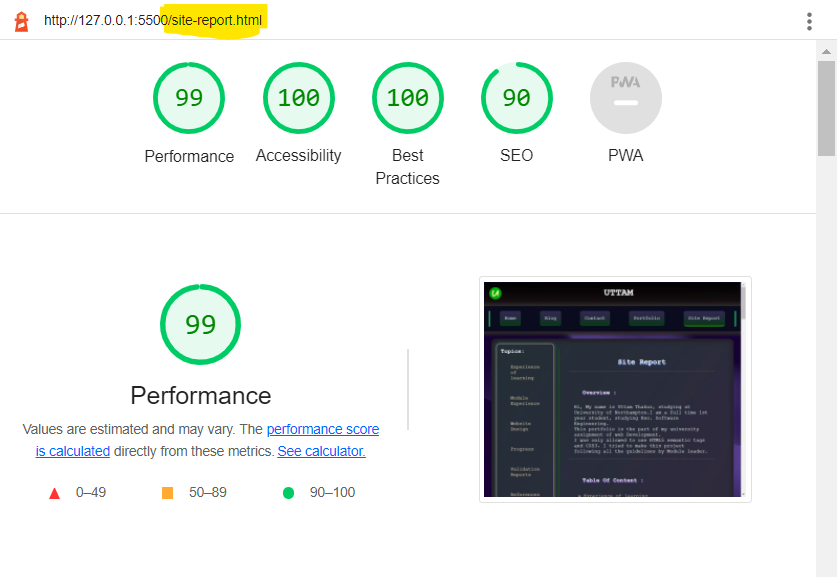 http://127.0.0.1:5500/site-report.html
99
100
100
90
PWA
Performance
Accessibility
Best
Practices
SEO
PWA
99
Performance
Values are estimated and may vary. The performance score
is calculated directly from these metrics. See calculator.
0–49
50–89
90–100
UTTAM
Home
Blog
Contact
Portfolio
Site Report
Topics:
Experience
of
learning
Module
Experience
Website
Design
Progress
Validation
Reports
References
Site Report
Overview :
Hi, My name is Uttam Thakur, studying at
University of Northampton.I am a full time 1st
year student, studying Bsc. Software
Engineering.
This portfolio is the part of my university
assignment of web Development.
I was only allowed to use HTML5 semantic tags
and CSS3. I tried to make this project
following all the guidelines by Module leader.
Table Of Content :
Experience of learning